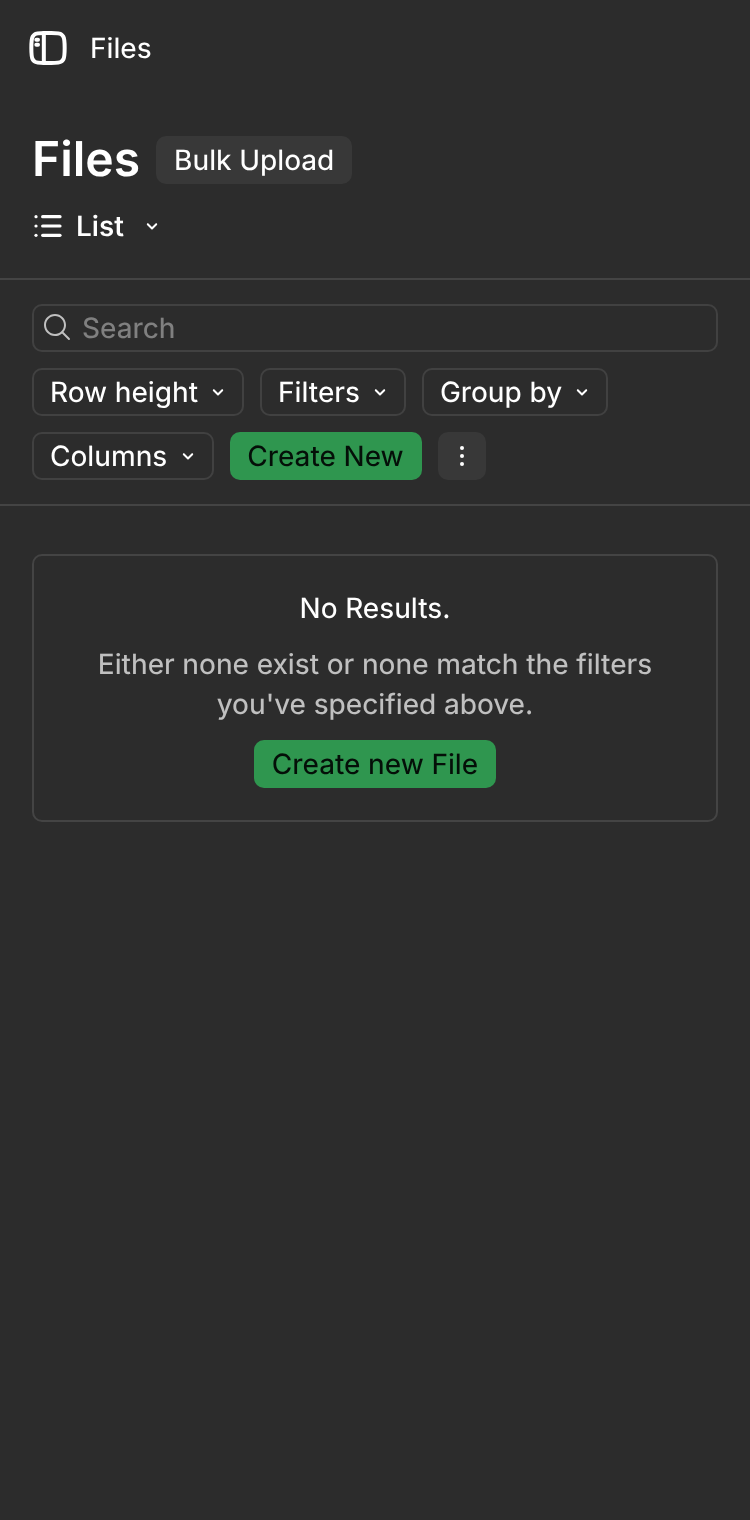 Files
Files Bulk Upload
List
Search
Row height Filters Group by
Columns Create New
No Results.
Either none exist or none match the filters
you've specified above.
Create new File